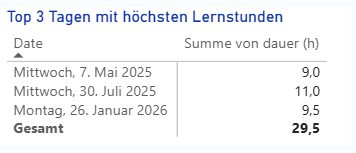 Top 3 Tagen mit höchsten Lernstunden
Date Summe von dauer (h)
Mittwoch, 7. Mai 2025 9,0
Mittwoch, 30. Juli 2025 11,0
Montag, 26. Januar 2026 9,5
Gesamt 29,5